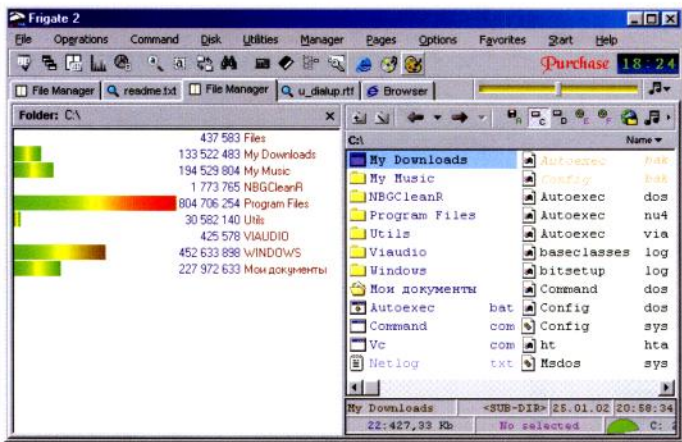 Frigate 2
File Operations Command Disk Utilities Manager Pages Options Favorites Start Help
Purchase 18:24
File Manager readme.txt File Manager u_dialup.rtf Browser
Folder: C:\
437 583 Files
133 522 483 My Downloads
194 529 804 My Music
1 773 765 NBGCleanR
804 706 254 Program Files
30 582 140 Utils
425 578 VIAUDIO
452 633 898 WINDOWS
227 972 633 Мои документы
C:\ Name
My Downloads
My Music
NBGCleanR
Program Files
Utils
Viaudio
Windows
Мои документы
Autoexec bat
Command com
Vc com
Netlog txt
Autoexec bak
Config bak
Autoexec dos
Autoexec nu4
Autoexec via
baseclasses log
bitsetup log
Command dos
Config dos
Config sys
ht hta
Msdos sys
My Downloads <SUB-DIR> 25.01.02 20:58:34
22:427,33 Kb No selected C: